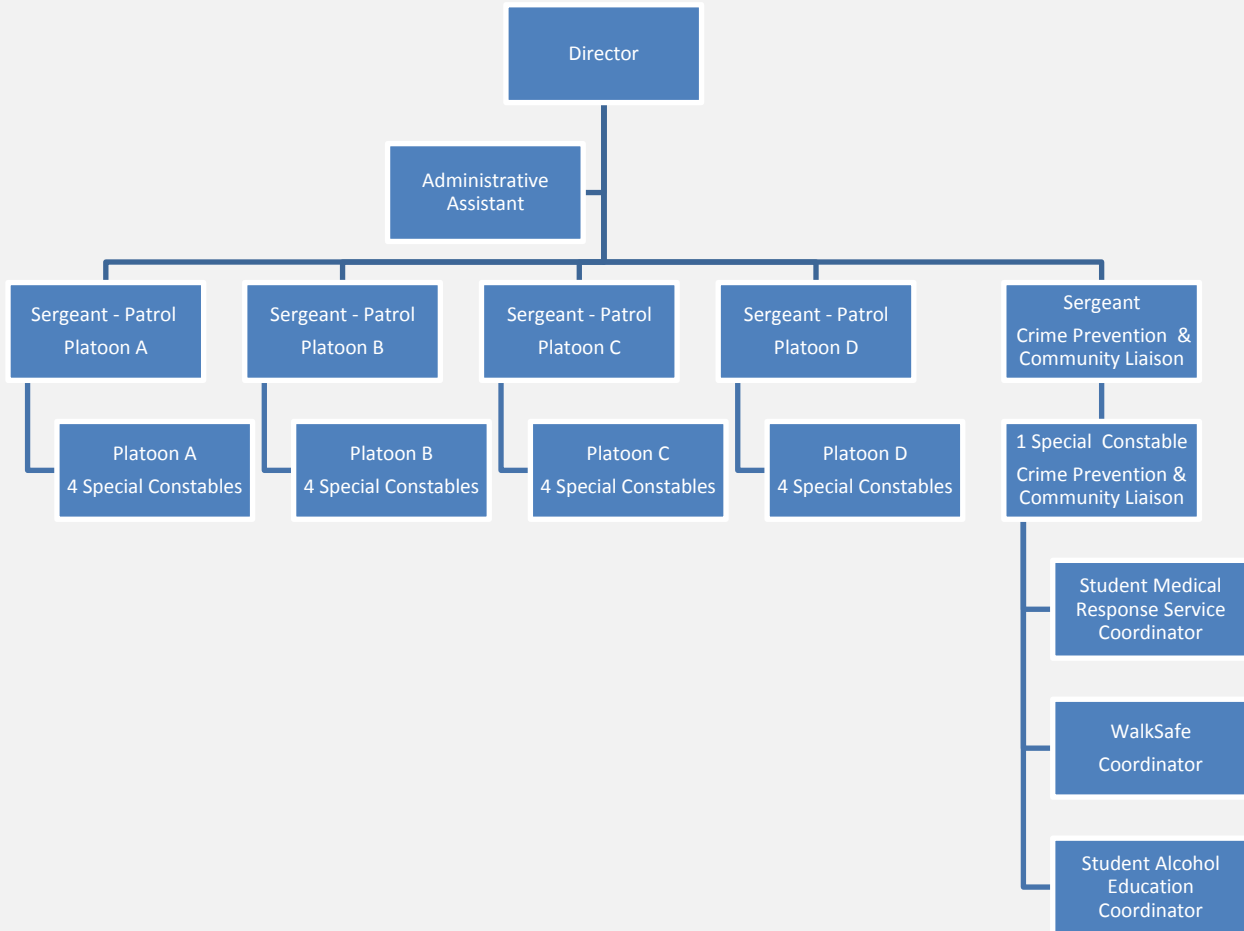 Director
Administrative
Assistant
Sergeant - Patrol
Platoon A
Sergeant - Patrol
Platoon B
Sergeant - Patrol
Platoon C
Sergeant - Patrol
Platoon D
Sergeant
Crime Prevention &
Community Liaison
Platoon A
4 Special Constables
Platoon B
4 Special Constables
Platoon C
4 Special Constables
Platoon D
4 Special Constables
1 Special Constable
Crime Prevention &
Community Liaison
Student Medical
Response Service
Coordinator
WalkSafe
Coordinator
Student Alcohol
Education
Coordinator